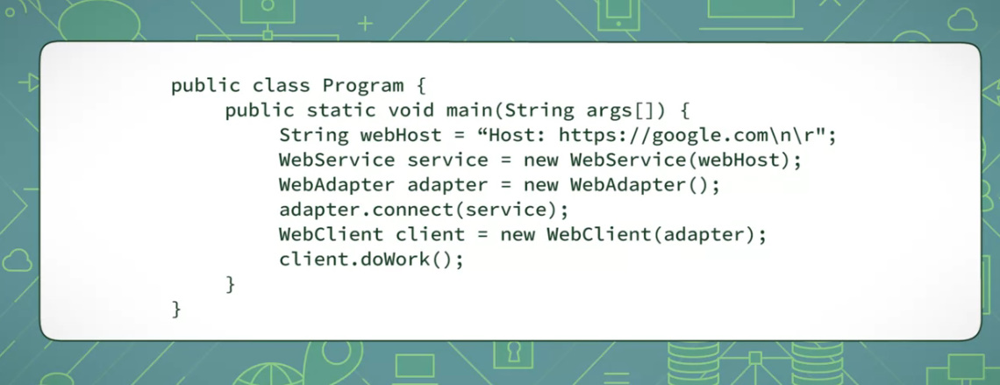 public class Program {
public static void main(String args[]) {
String webHost = “Host: https://google.com\n\r";
WebService service = new WebService(webHost);
WebAdapter adapter = new WebAdapter();
adapter.connect(service);
WebClient client = new WebClient(adapter);
client.doWork();
}
}